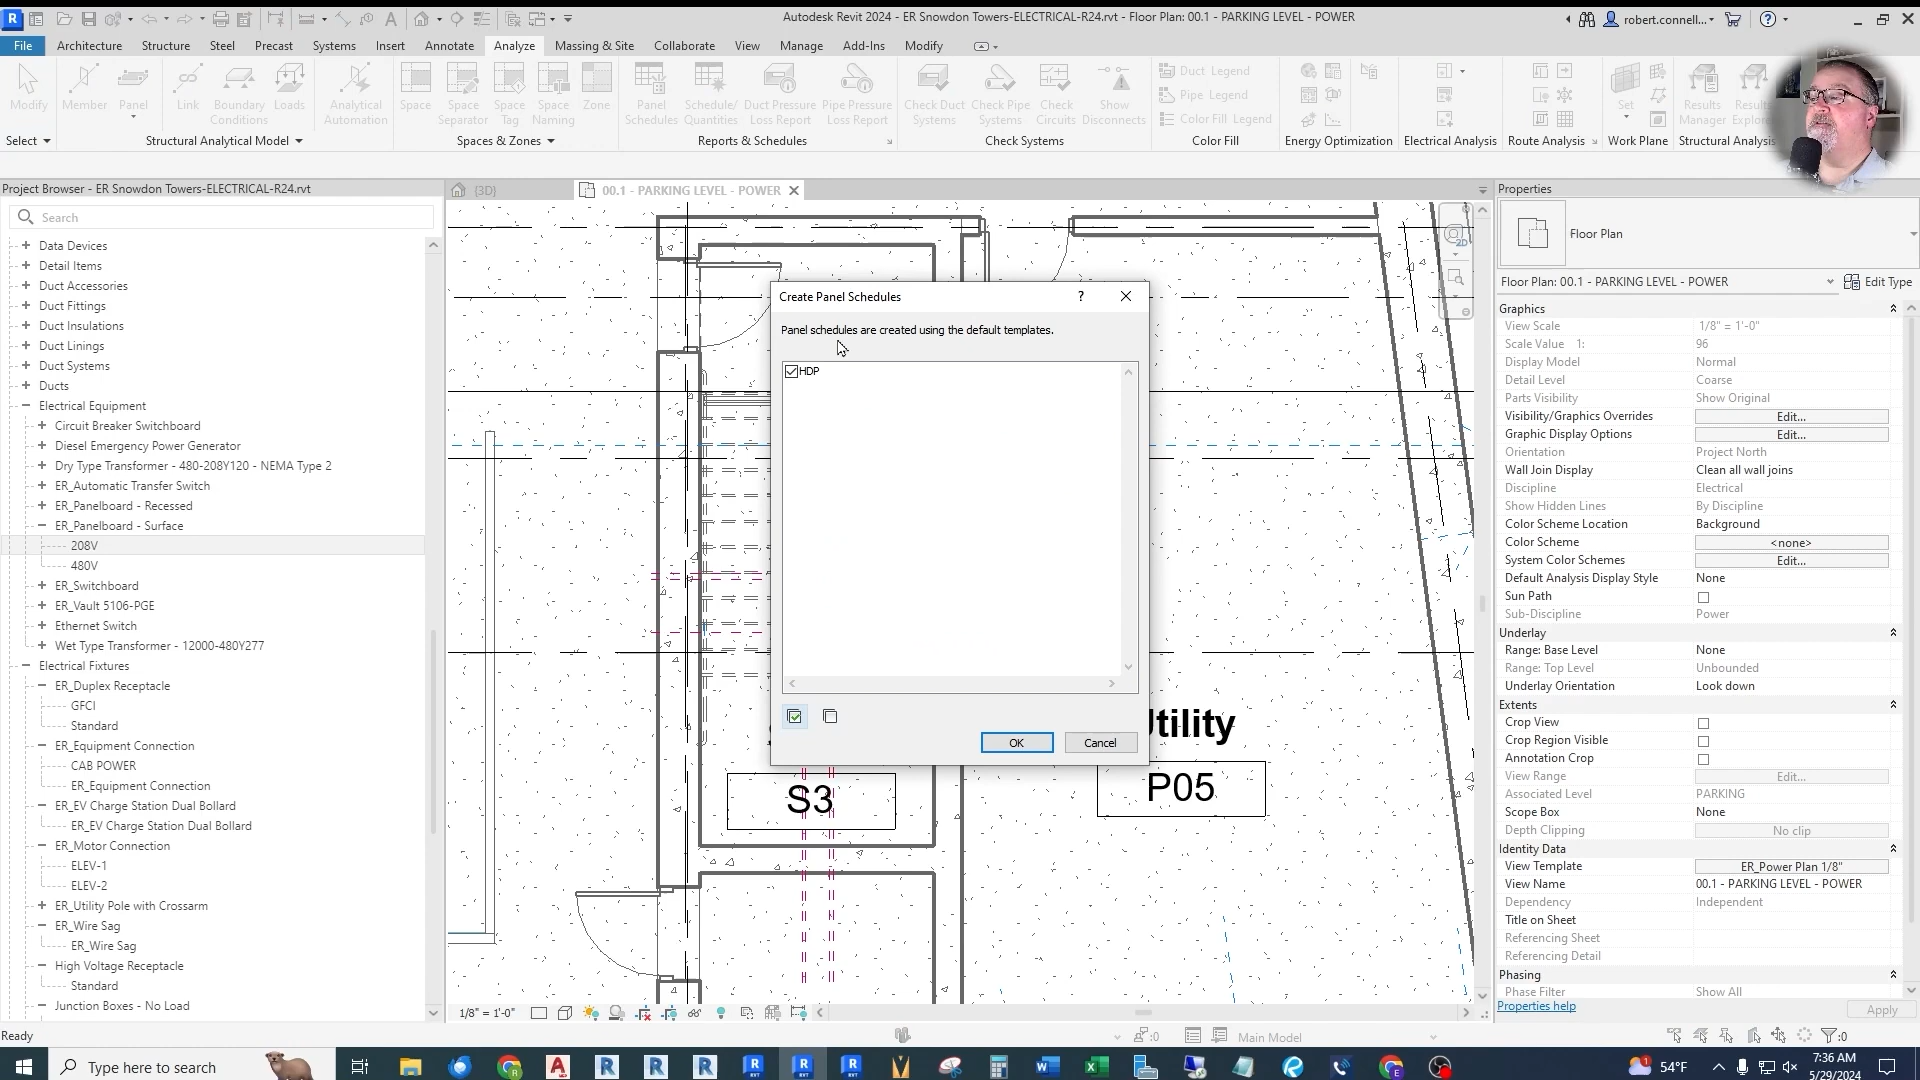 Autodesk Revit 2024 - ER Snowdon Towers-ELECTRICAL-R24.rvt - Floor Plan: 00.1 - PARKING LEVEL - POWER
robert.connell...
File Architecture Structure Steel Precast Systems Insert Annotate Analyze Massing & Site Collaborate View Manage Add-Ins Modify
Modify Member Panel Link Boundary Conditions Loads Analytical Automation Space Space Separator Space Tag Space Naming Zone Panel Schedules Schedule/ Quantities Duct Pressure Loss Report Pipe Pressure Loss Report Check Duct Systems Check Pipe Systems Check Circuits Show Disconnects
Duct Legend
Pipe Legend
Color Fill Legend
Set Results Manager Results
Select Structural Analytical Model Spaces & Zones Reports & Schedules Check Systems Color Fill Energy Optimization Electrical Analysis Route Analysis Work Plane Structural Analysis
Project Browser - ER Snowdon Towers-ELECTRICAL-R24.rvt
Search
Data Devices
Detail Items
Duct Accessories
Duct Fittings
Duct Insulations
Duct Linings
Duct Systems
Ducts
Electrical Equipment
Circuit Breaker Switchboard
Diesel Emergency Power Generator
Dry Type Transformer - 480-208Y120 - NEMA Type 2
ER_Automatic Transfer Switch
ER_Panelboard - Recessed
ER_Panelboard - Surface
208V
480V
ER_Switchboard
ER_Vault 5106-PGE
Ethernet Switch
Wet Type Transformer - 12000-480Y277
Electrical Fixtures
ER_Duplex Receptacle
GFCI
Standard
ER_Equipment Connection
CAB POWER
ER_Equipment Connection
ER_EV Charge Station Dual Bollard
ER_EV Charge Station Dual Bollard
ER_Motor Connection
ELEV-1
ELEV-2
ER_Utility Pole with Crossarm
ER_Wire Sag
ER_Wire Sag
High Voltage Receptacle
Standard
Junction Boxes - No Load
{3D} 00.1 - PARKING LEVEL - POWER
2D
Create Panel Schedules ?
Panel schedules are created using the default templates.
HDP
OK Cancel
Utility
P05
S3
1/8" = 1'-0"
Properties
Floor Plan
Floor Plan: 00.1 - PARKING LEVEL - POWER Edit Type
Graphics
View Scale 1/8" = 1'-0"
Scale Value 1: 96
Display Model Normal
Detail Level Coarse
Parts Visibility Show Original
Visibility/Graphics Overrides Edit...
Graphic Display Options Edit...
Orientation Project North
Wall Join Display Clean all wall joins
Discipline Electrical
Show Hidden Lines By Discipline
Color Scheme Location Background
Color Scheme <none>
System Color Schemes Edit...
Default Analysis Display Style None
Sun Path
Sub-Discipline Power
Underlay
Range: Base Level None
Range: Top Level Unbounded
Underlay Orientation Look down
Extents
Crop View
Crop Region Visible
Annotation Crop
View Range Edit...
Associated Level PARKING
Scope Box None
Depth Clipping No clip
Identity Data
View Template ER_Power Plan 1/8"
View Name 00.1 - PARKING LEVEL - POWER
Dependency Independent
Title on Sheet
Referencing Sheet
Referencing Detail
Phasing
Phase Filter Show All
Properties help Apply
Ready :0 Main Model :0
Type here to search
54°F
7:36 AM
5/29/2024